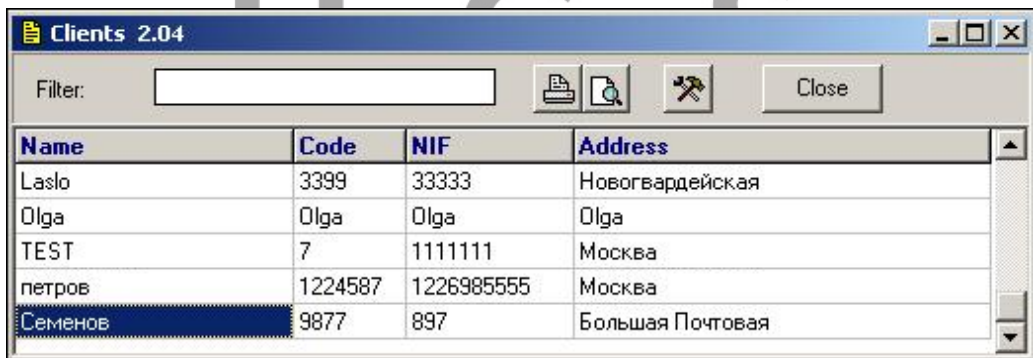 Clients 2.04
Filter: Close
Name Code NIF Address
Laslo 3399 33333 Новогвардейская
Olga Olga Olga Olga
TEST 7 1111111 Москва
петров 1224587 1226985555 Москва
Семенов 9877 897 Большая Почтовая